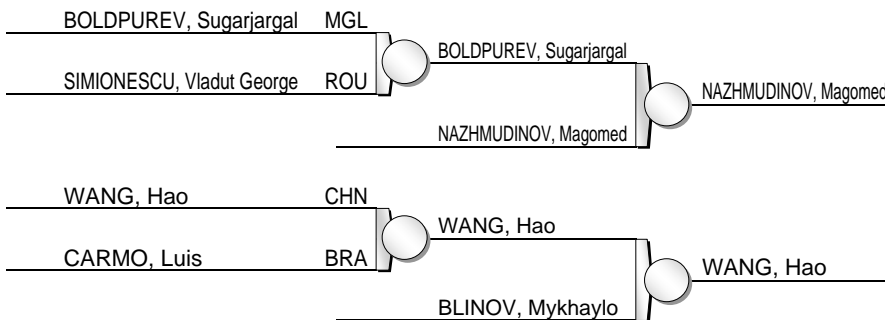 BOLDPUREV, Sugarjargal MGL
SIMIONESCU, Vladut George ROU
BOLDPUREV, Sugarjargal
NAZHMUDINOV, Magomed
NAZHMUDINOV, Magomed
WANG, Hao CHN
CARMO, Luis BRA
WANG, Hao
BLINOV, Mykhaylo
WANG, Hao